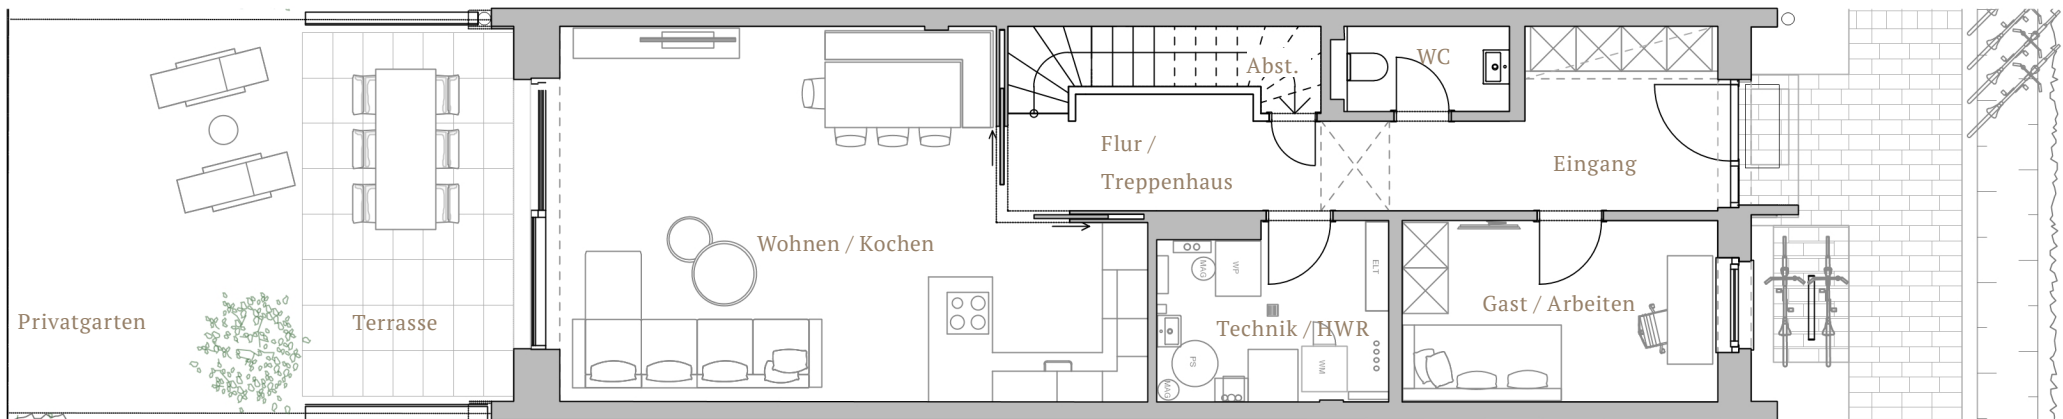 Abst.
WC
Flur /
Treppenhaus
Eingang
Wohnen / Kochen
MAG
WP
ELT
Gast / Arbeiten
Privatgarten
Terrasse
Technik / HWR
PS
WM
MAG